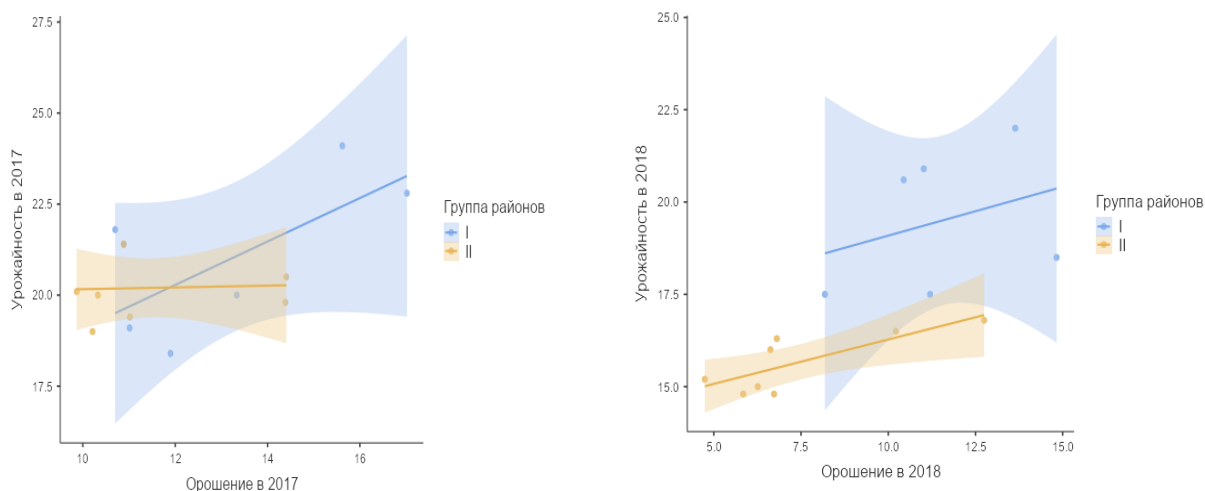 27.5
25.0
22.5
20.0
17.5
Урожайность в 2017
10
12
14
16
Орошение в 2017
Группа районов
I
II
25.0
22.5
20.0
17.5
15.0
Урожайность в 2018
5.0
7.5
10.0
12.5
15.0
Орошение в 2018
Группа районов
I
II